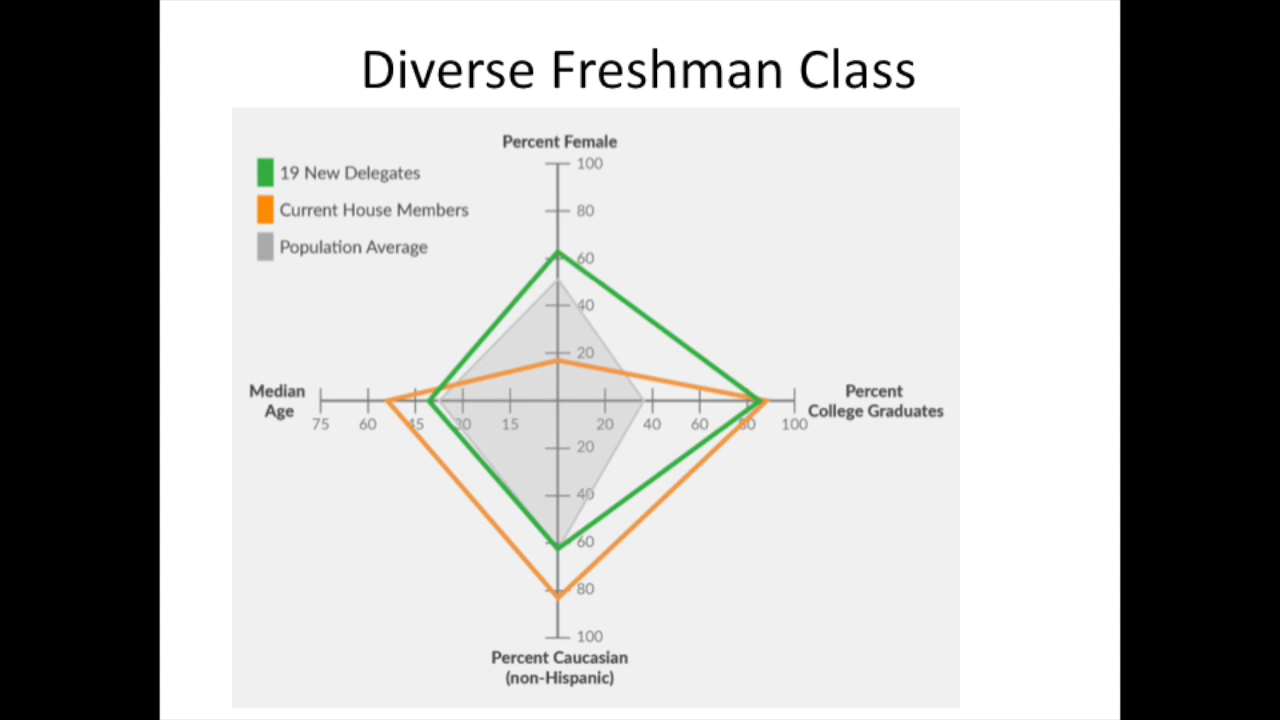 Diverse Freshman Class
Percent Female
19 New Delegates
Current House Members
Population Average
100
80
60
40
20
Median
Age
Percent
College Graduates
75 60 45 30 15 20 40 60 80 100
20
40
60
80
100
Percent Caucasian
(non-Hispanic)